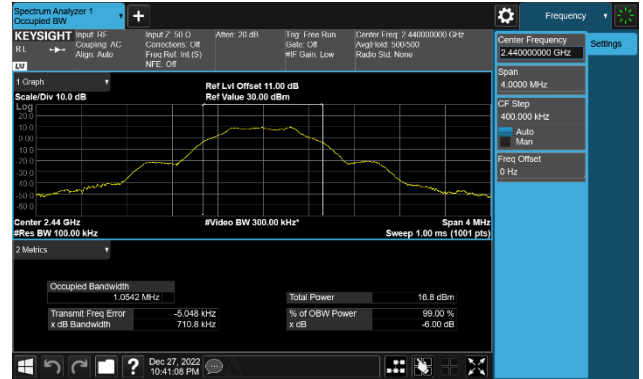 Spectrum Analyzer 1
Occupied BW
Frequency
KEYSIGHT
Input: RF
Input Z: 50 Ω
Atten: 20 dB
Trig: Free Run
Center Freq: 2.440000000 GHz
RL
Coupling: AC
Corrections: Off
Gate: Off
Avg|Hold: 500/500
Align: Auto
Freq Ref: Int (S)
#IF Gain: Low
Radio Std: None
NFE: Off
LXI
Center Frequency
2.440000000 GHz
Settings
Span
4.0000 MHz
CF Step
400.000 kHz
Auto
Man
Freq Offset
0 Hz
1 Graph
Ref Lvl Offset 11.00 dB
Scale/Div 10.0 dB
Ref Value 30.00 dBm
Log
20.0
10.0
0.00
-10.0
-20.0
-30.0
-40.0
-50.0
-60.0
Center 2.44 GHz
#Video BW 300.00 kHz*
Span 4 MHz
#Res BW 100.00 kHz
Sweep 1.00 ms (1001 pts)
2 Metrics
Occupied Bandwidth
1.0542 MHz
Total Power
16.8 dBm
Transmit Freq Error
-5.048 kHz
% of OBW Power
99.00 %
x dB Bandwidth
710.8 kHz
x dB
-6.00 dB
?
Dec 27, 2022
10:41:08 PM